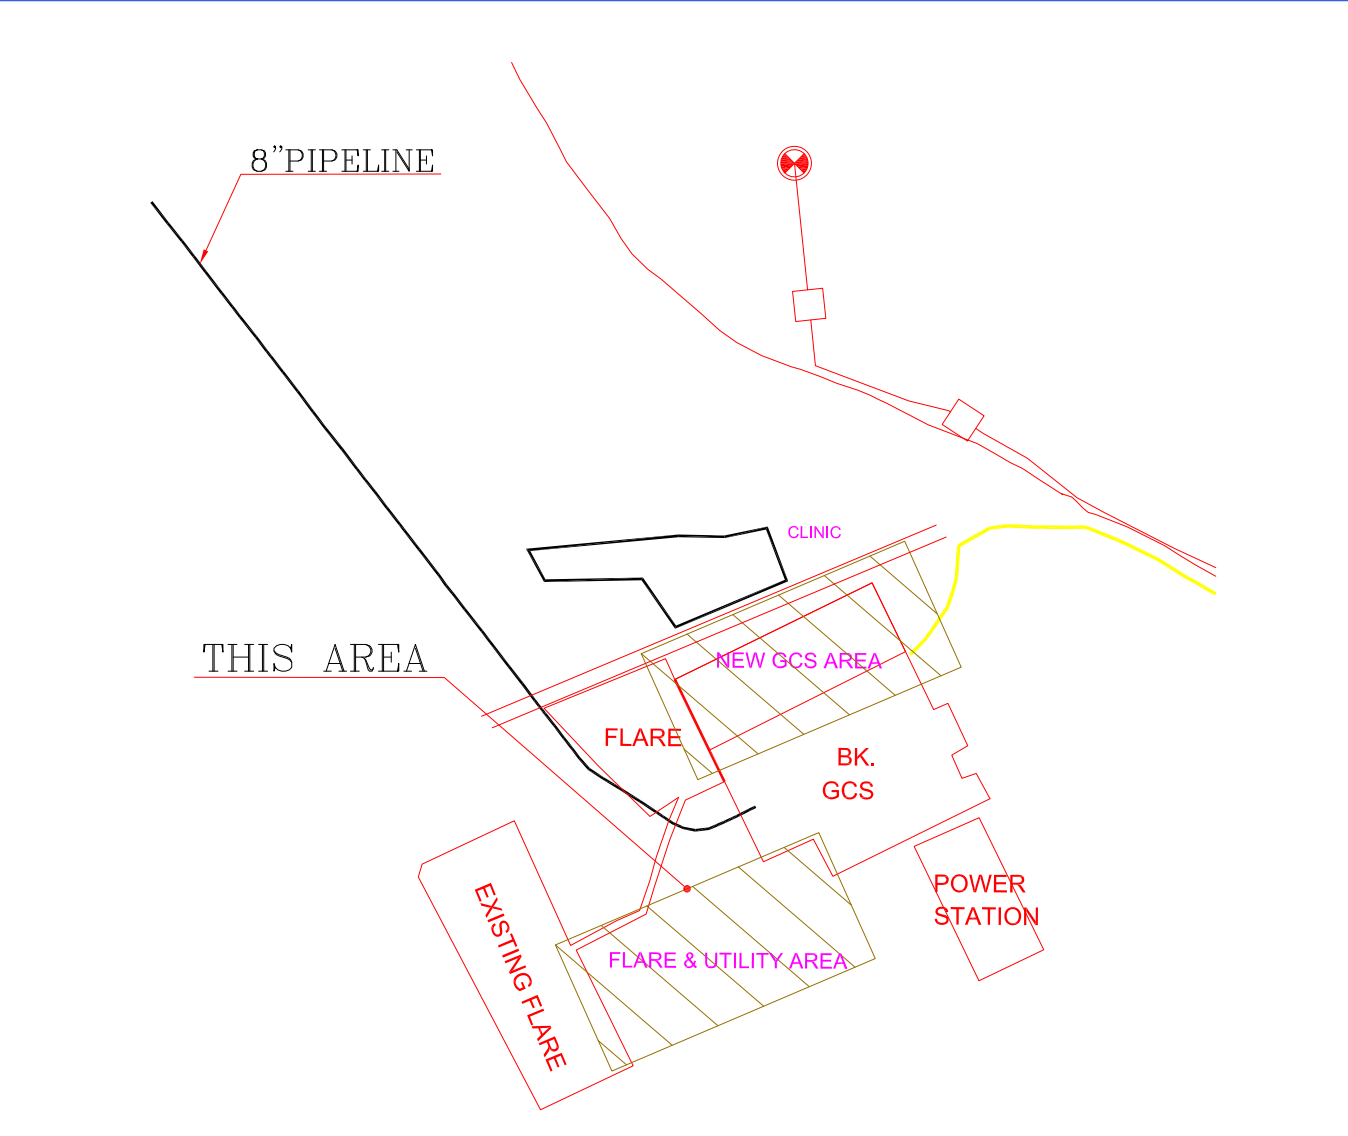 8"PIPELINE
CLINIC
THIS AREA
NEW GCS AREA
FLARE
BK.
GCS
POWER
STATION
EXISTING FLARE
FLARE & UTILITY AREA